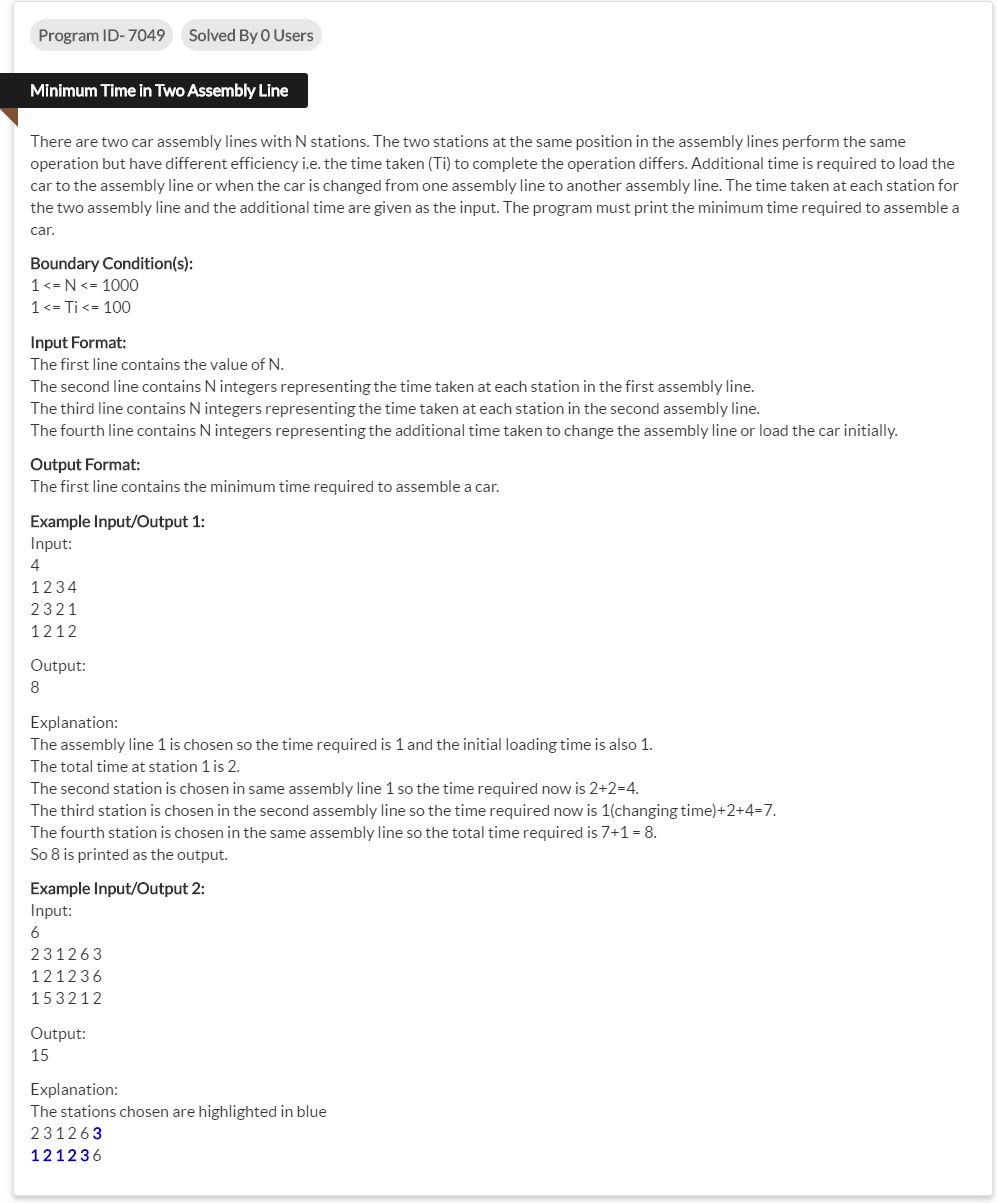 Program ID- 7049
Solved By 0 Users
Minimum Time in Two Assembly Line
There are two car assembly lines with N stations. The two stations at the same position in the assembly lines perform the same
operation but have different efficiency i.e. the time taken (Ti) to complete the operation differs. Additional time is required to load the
car to the assembly line or when the car is changed from one assembly line to another assembly line. The time taken at each station for
the two assembly line and the additional time are given as the input. The program must print the minimum time required to assemble a
car.
Boundary Condition(s):
1 <= N <= 1000
1 <= Ti <= 100
Input Format:
The first line contains the value of N.
The second line contains N integers representing the time taken at each station in the first assembly line.
The third line contains N integers representing the time taken at each station in the second assembly line.
The fourth line contains N integers representing the additional time taken to change the assembly line or load the car initially.
Output Format:
The first line contains the minimum time required to assemble a car.
Example Input/Output 1:
Input:
4
1 2 3 4
2 3 2 1
1 2 1 2
Output:
8
Explanation:
The assembly line 1 is chosen so the time required is 1 and the initial loading time is also 1.
The total time at station 1 is 2.
The second station is chosen in same assembly line 1 so the time required now is 2+2=4.
The third station is chosen in the second assembly line so the time required now is 1(changing time)+2+4=7.
The fourth station is chosen in the same assembly line so the total time required is 7+1 = 8.
So 8 is printed as the output.
Example Input/Output 2:
Input:
6
2 3 1 2 6 3
1 2 1 2 3 6
1 5 3 2 1 2
Output:
15
Explanation:
The stations chosen are highlighted in blue
2 3 1 2 6 3
1 2 1 2 3 6